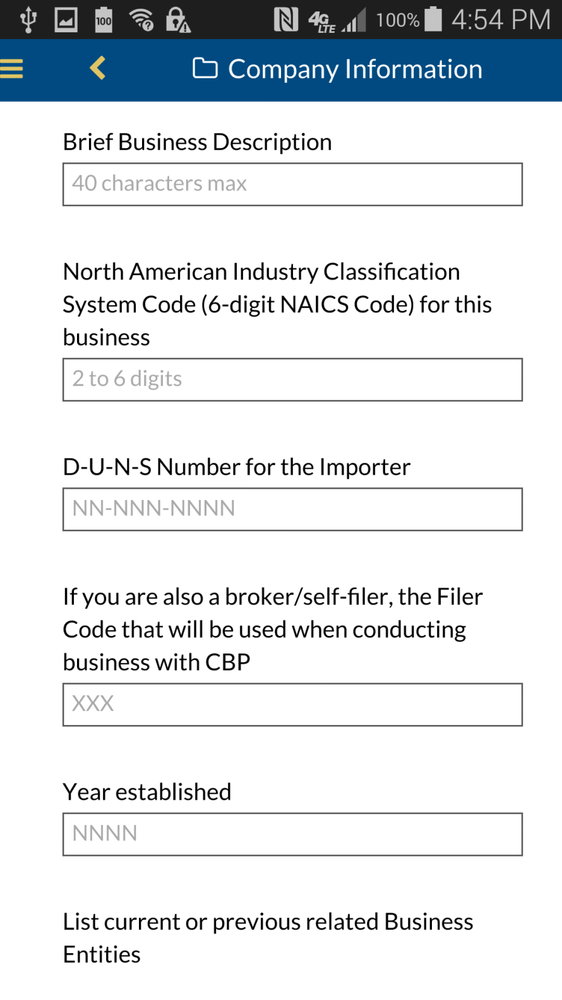 100 4G LTE 100% 4:54 PM
Company Information
Brief Business Description
40 characters max
North American Industry Classification
System Code (6-digit NAICS Code) for this
business
2 to 6 digits
D-U-N-S Number for the Importer
NN-NNN-NNNN
If you are also a broker/self-filer, the Filer
Code that will be used when conducting
business with CBP
XXX
Year established
NNNN
List current or previous related Business
Entities